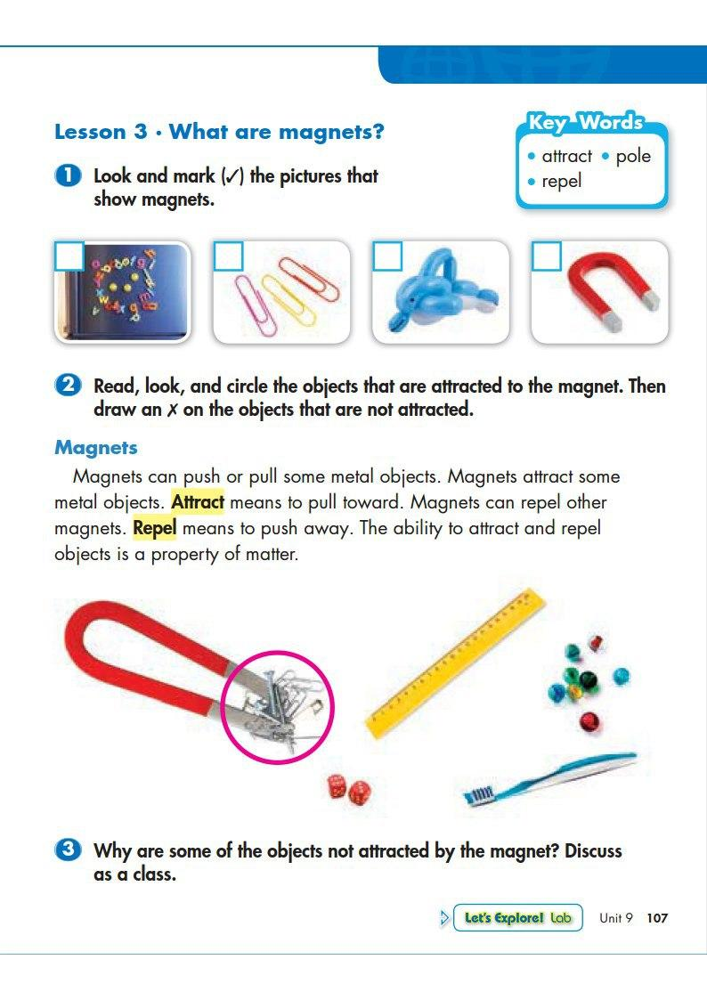 Lesson 3 • What are magnets?
Key Words
• attract • pole
• repel
1 Look and mark (✓) the pictures that
show magnets.
2 Read, look, and circle the objects that are attracted to the magnet. Then
draw an ✗ on the objects that are not attracted.
Magnets
Magnets can push or pull some metal objects. Magnets attract some
metal objects. Attract means to pull toward. Magnets can repel other
magnets. Repel means to push away. The ability to attract and repel
objects is a property of matter.
3 Why are some of the objects not attracted by the magnet? Discuss
as a class.
Let's Explore! Lab
Unit 9 107